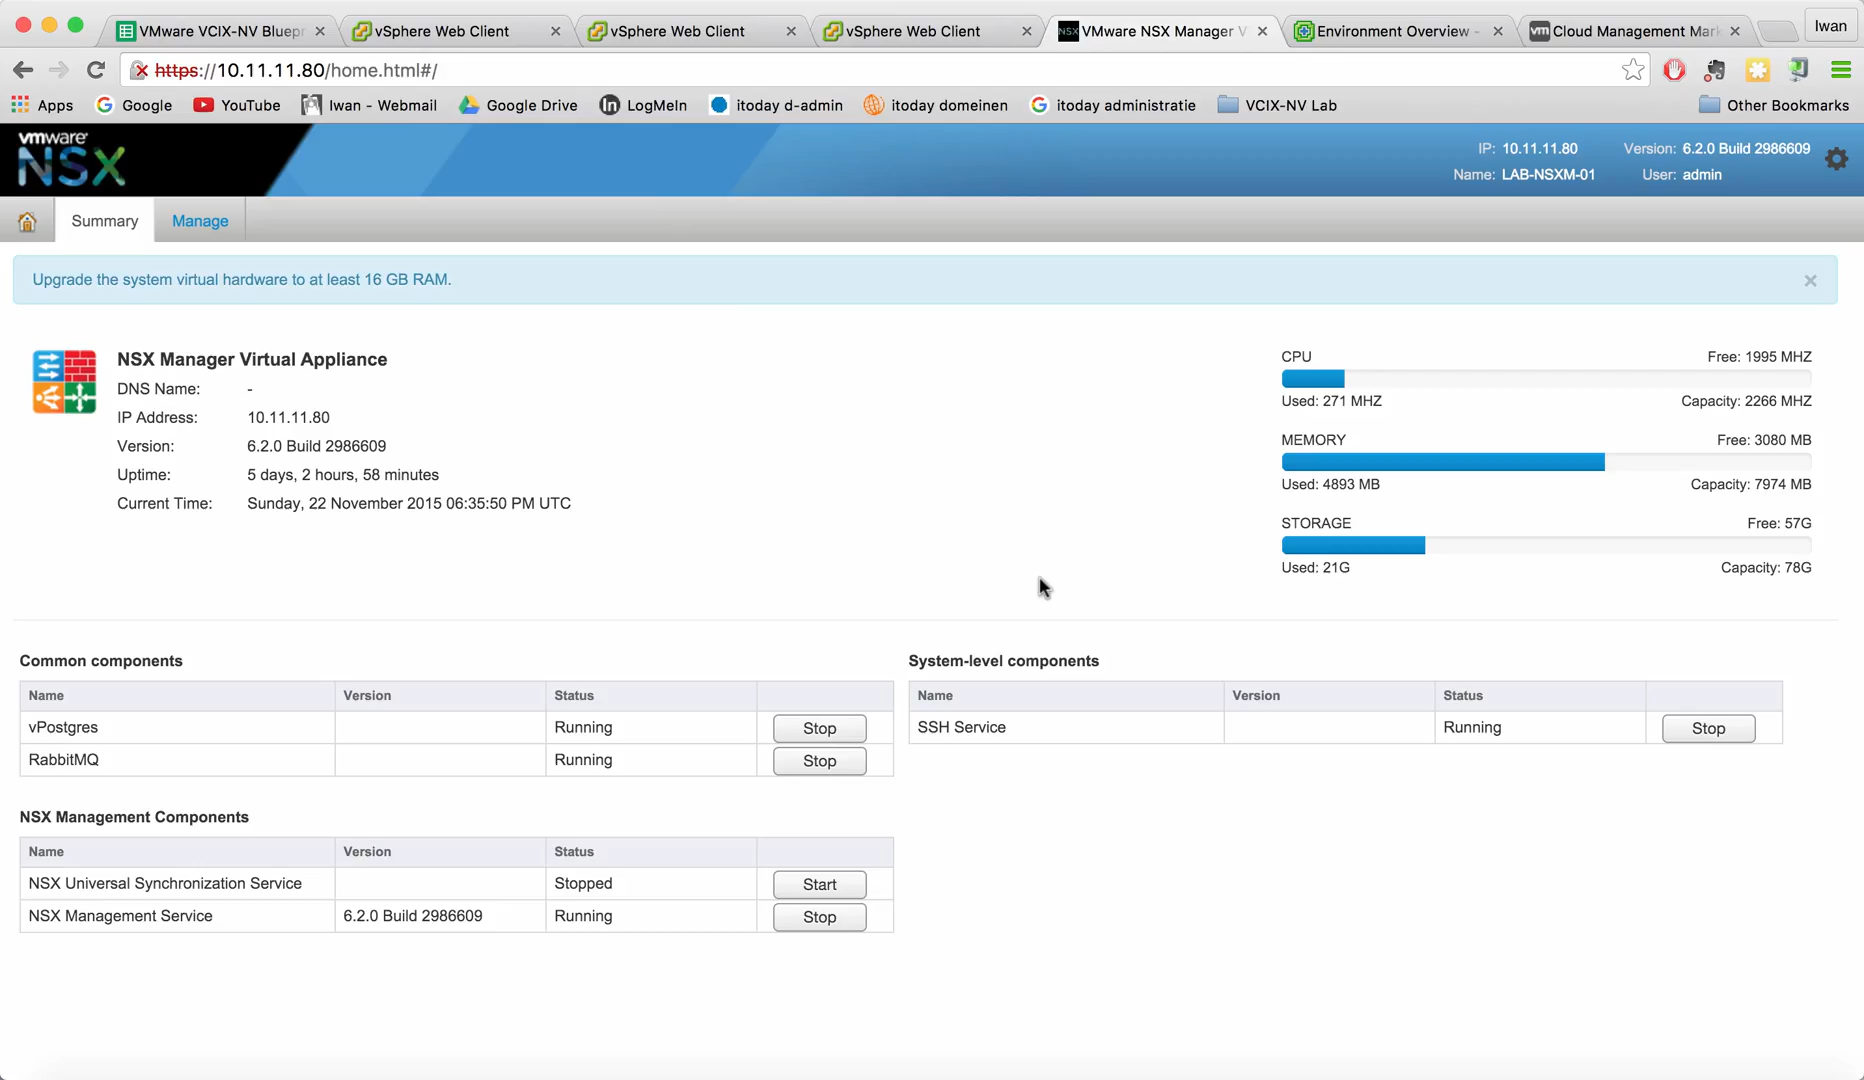 VMware VCIX-NV Bluepr
vSphere Web Client
vSphere Web Client
vSphere Web Client
VMware NSX Manager V
Environment Overview -
Cloud Management Mark
Iwan
https://10.11.11.80/home.html#/
Apps
Google
YouTube
Iwan - Webmail
Google Drive
LogMeIn
itoday d-admin
itoday domeinen
itoday administratie
VCIX-NV Lab
Other Bookmarks
vmware
NSX
IP: 10.11.11.80
Version: 6.2.0 Build 2986609
Name: LAB-NSXM-01
User: admin
Summary
Manage
Upgrade the system virtual hardware to at least 16 GB RAM.
NSX Manager Virtual Appliance
DNS Name: -
IP Address: 10.11.11.80
Version: 6.2.0 Build 2986609
Uptime: 5 days, 2 hours, 58 minutes
Current Time: Sunday, 22 November 2015 06:35:50 PM UTC
CPU Free: 1995 MHZ
Used: 271 MHZ Capacity: 2266 MHZ
MEMORY Free: 3080 MB
Used: 4893 MB Capacity: 7974 MB
STORAGE Free: 57G
Used: 21G Capacity: 78G
Common components
Name Version Status
vPostgres Running Stop
RabbitMQ Running Stop
System-level components
Name Version Status
SSH Service Running Stop
NSX Management Components
Name Version Status
NSX Universal Synchronization Service Stopped Start
NSX Management Service 6.2.0 Build 2986609 Running Stop